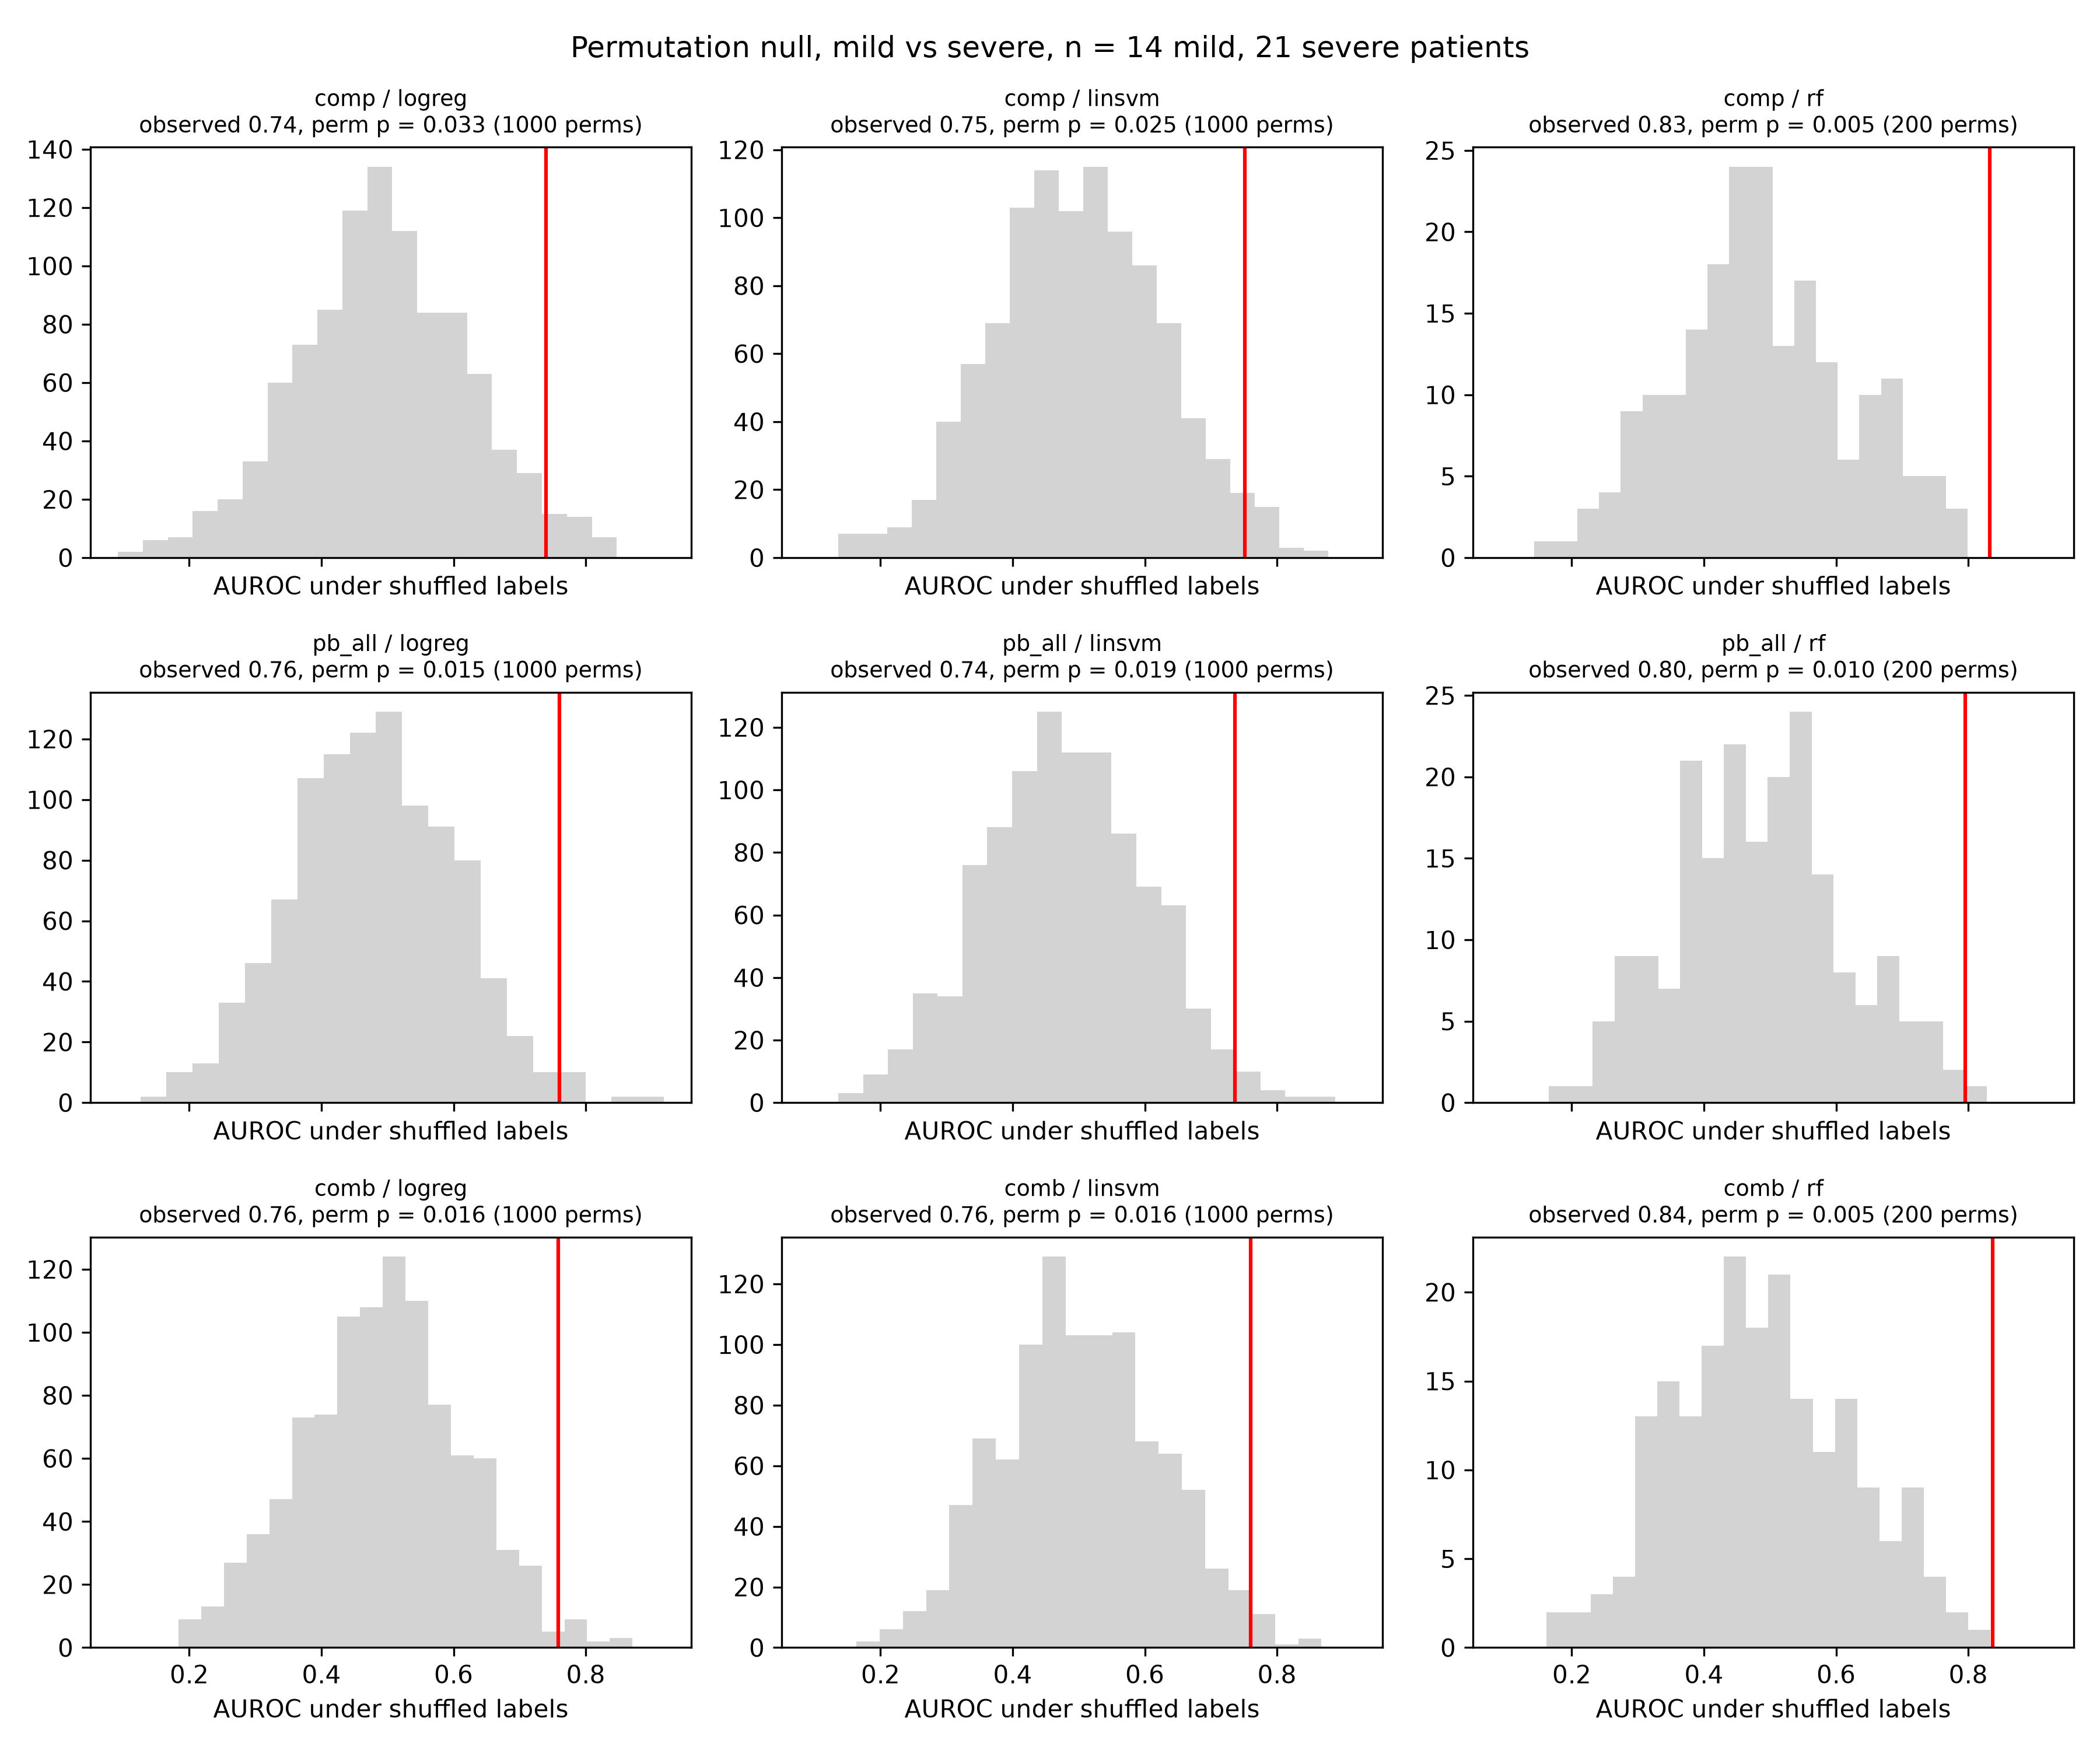 Permutation null, mild vs severe, n = 14 mild, 21 severe patients
comp / logreg
observed 0.74, perm p = 0.033 (1000 perms)
140
120
100
80
60
40
20
0
AUROC under shuffled labels
comp / linsvm
observed 0.75, perm p = 0.025 (1000 perms)
120
100
80
60
40
20
0
AUROC under shuffled labels
comp / rf
observed 0.83, perm p = 0.005 (200 perms)
25
20
15
10
5
0
AUROC under shuffled labels
pb_all / logreg
observed 0.76, perm p = 0.015 (1000 perms)
120
100
80
60
40
20
0
AUROC under shuffled labels
pb_all / linsvm
observed 0.74, perm p = 0.019 (1000 perms)
120
100
80
60
40
20
0
AUROC under shuffled labels
pb_all / rf
observed 0.80, perm p = 0.010 (200 perms)
25
20
15
10
5
0
AUROC under shuffled labels
comb / logreg
observed 0.76, perm p = 0.016 (1000 perms)
120
100
80
60
40
20
0
0.2 0.4 0.6 0.8
AUROC under shuffled labels
comb / linsvm
observed 0.76, perm p = 0.016 (1000 perms)
120
100
80
60
40
20
0
0.2 0.4 0.6 0.8
AUROC under shuffled labels
comb / rf
observed 0.84, perm p = 0.005 (200 perms)
20
15
10
5
0
0.2 0.4 0.6 0.8
AUROC under shuffled labels